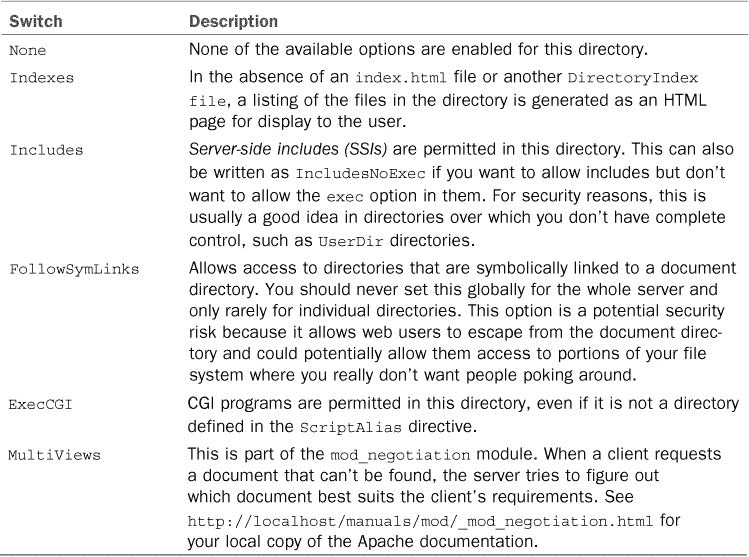 Switch Description
None None of the available options are enabled for this directory.
Indexes In the absence of an index.html file or another DirectoryIndex
file, a listing of the files in the directory is generated as an HTML
page for display to the user.
Includes Server-side includes (SSIs) are permitted in this directory. This can also
be written as IncludesNoExec if you want to allow includes but don't
want to allow the exec option in them. For security reasons, this is
usually a good idea in directories over which you don't have complete
control, such as UserDir directories.
FollowSymLinks Allows access to directories that are symbolically linked to a document
directory. You should never set this globally for the whole server and
only rarely for individual directories. This option is a potential security
risk because it allows web users to escape from the document direc-
tory and could potentially allow them access to portions of your file
system where you really don't want people poking around.
ExecCGI CGI programs are permitted in this directory, even if it is not a directory
defined in the ScriptAlias directive.
MultiViews This is part of the mod_negotiation module. When a client requests
a document that can't be found, the server tries to figure out
which document best suits the client's requirements. See
http://localhost/manuals/mod/_mod_negotiation.html for
your local copy of the Apache documentation.